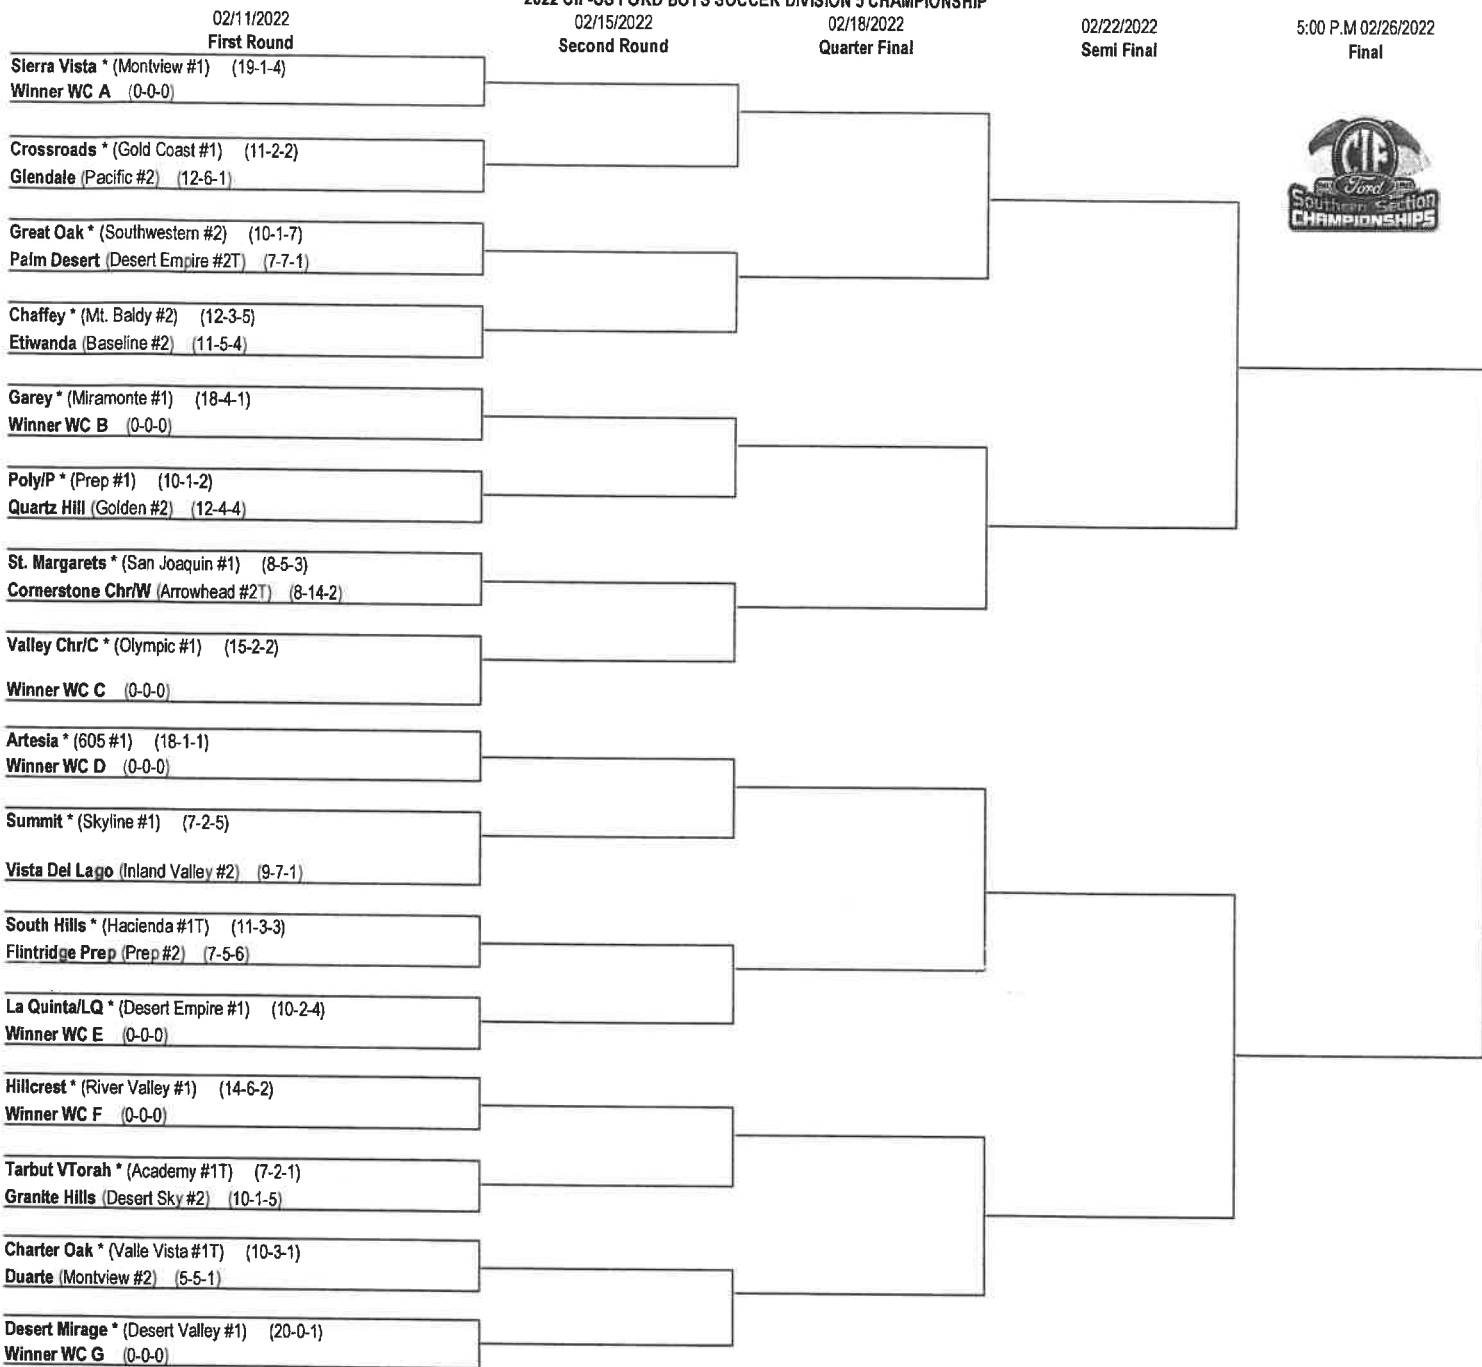 2022 CIF-SS FORD BOYS SOCCER DIVISION 5 CHAMPIONSHIP
02/11/2022
First Round
02/15/2022
Second Round
02/18/2022
Quarter Final
02/22/2022
Semi Final
5:00 P.M 02/26/2022
Final
CIF
Ford
Southern Section
CHAMPIONSHIPS
Sierra Vista * (Montview #1) (19-1-4)
Winner WC A (0-0-0)
Crossroads * (Gold Coast #1) (11-2-2)
Glendale (Pacific #2) (12-6-1)
Great Oak * (Southwestern #2) (10-1-7)
Palm Desert (Desert Empire #2T) (7-7-1)
Chaffey * (Mt. Baldy #2) (12-3-5)
Etiwanda (Baseline #2) (11-5-4)
Garey * (Miramonte #1) (18-4-1)
Winner WC B (0-0-0)
Poly/P * (Prep #1) (10-1-2)
Quartz Hill (Golden #2) (12-4-4)
St. Margarets * (San Joaquin #1) (8-5-3)
Cornerstone Chr/W (Arrowhead #2T) (8-14-2)
Valley Chr/C * (Olympic #1) (15-2-2)
Winner WC C (0-0-0)
Artesia * (605 #1) (18-1-1)
Winner WC D (0-0-0)
Summit * (Skyline #1) (7-2-5)
Vista Del Lago (Inland Valley #2) (9-7-1)
South Hills * (Hacienda #1T) (11-3-3)
Flintridge Prep (Prep #2) (7-5-6)
La Quinta/LQ * (Desert Empire #1) (10-2-4)
Winner WC E (0-0-0)
Hillcrest * (River Valley #1) (14-6-2)
Winner WC F (0-0-0)
Tarbut VTorah * (Academy #1T) (7-2-1)
Granite Hills (Desert Sky #2) (10-1-5)
Charter Oak * (Valle Vista #1T) (10-3-1)
Duarte (Montview #2) (5-5-1)
Desert Mirage * (Desert Valley #1) (20-0-1)
Winner WC G (0-0-0)